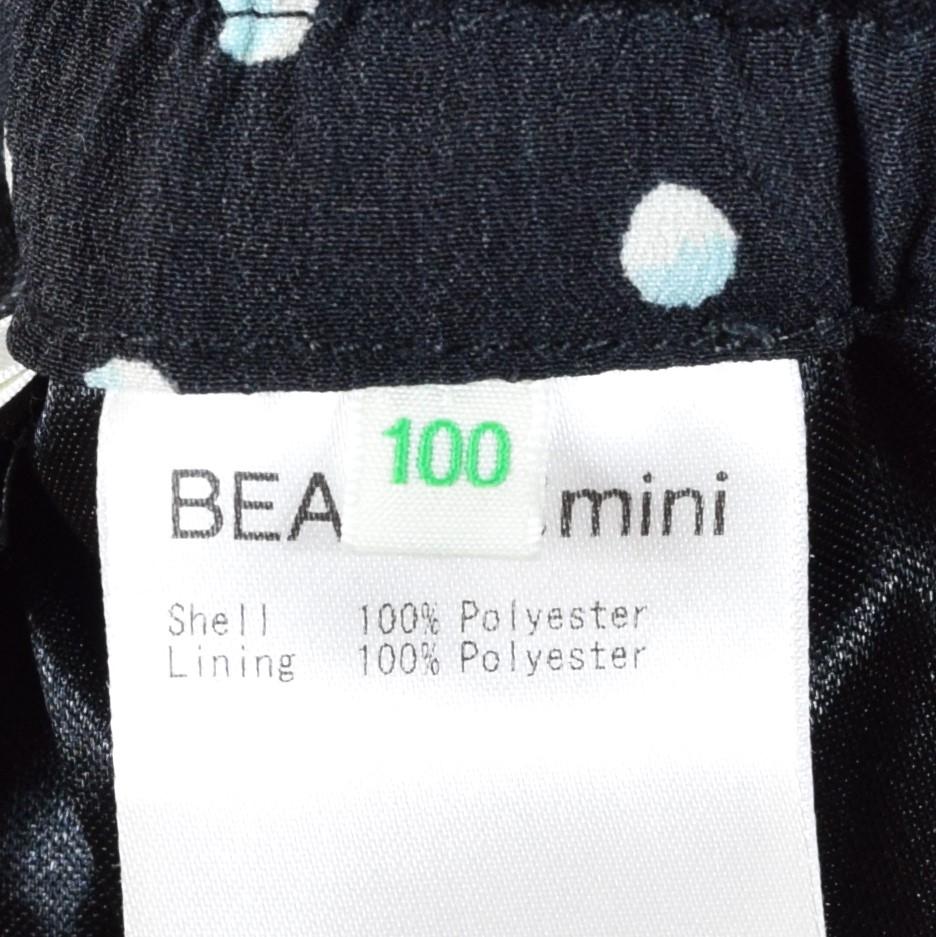 100
BEA mini
Shell 100% Polyester
Lining 100% Polyester